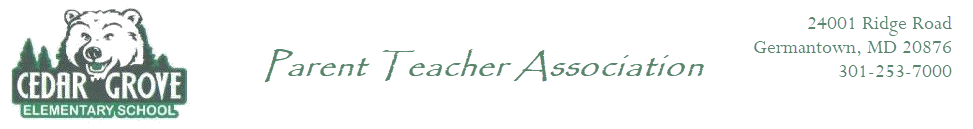 CEDAR GROVE
ELEMENTARY SCHOOL
Parent Teacher Association
24001 Ridge Road
Germantown, MD 20876
301-253-7000